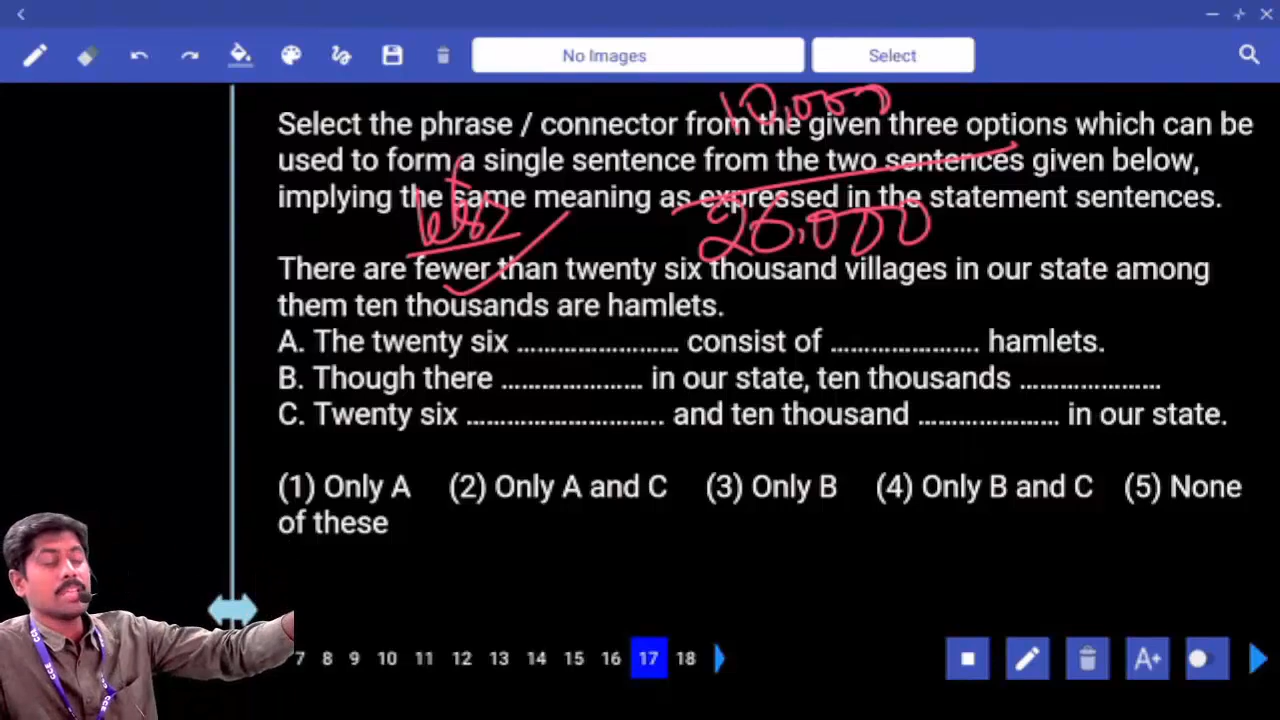 No Images
Select
10,000
Select the phrase / connector from the given three options which can be
used to form a single sentence from the two sentences given below,
implying the same meaning as expressed in the statement sentences.
26,000
There are fewer than twenty six thousand villages in our state among
them ten thousands are hamlets.
A. The twenty six ........................ consist of ...................... hamlets.
B. Though there ..................... in our state, ten thousands .....................
C. Twenty six ............................ and ten thousand ..................... in our state.
(1) Only A (2) Only A and C (3) Only B (4) Only B and C (5) None
of these
7 8 9 10 11 12 13 14 15 16 17 18
A+